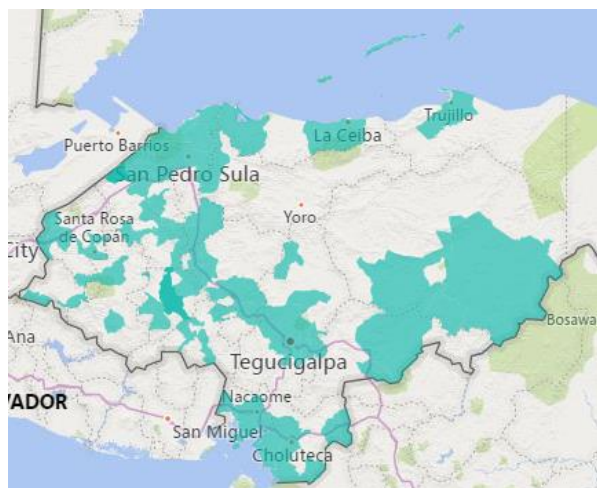 Puerto Barrios
La Ceiba
Trujillo
San Pedro Sula
Santa Rosa
de Copán
Yoro
City
Bosawa
Ana
Tegucigalpa
VADOR
Nacaome
San Miguel
Choluteca